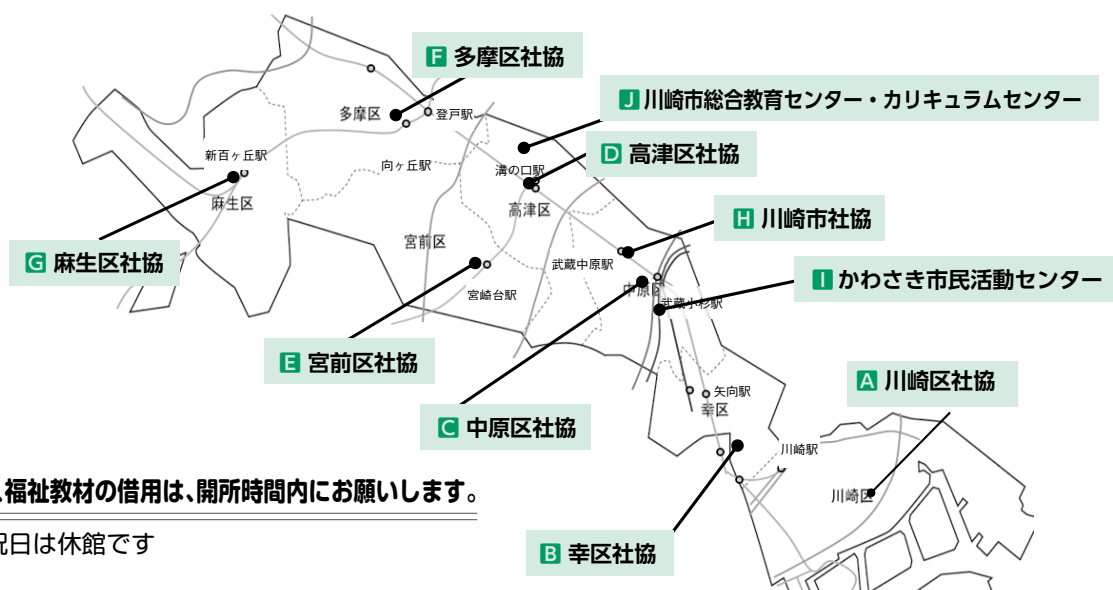 F 多摩区社協
J 川崎市総合教育センター・カリキュラムセンター
多摩区
登戸駅
D 高津区社協
新百ヶ丘駅
向ヶ丘駅
溝の口駅
麻生区
高津区
H 川崎市社協
宮前区
G 麻生区社協
武蔵中原駅
I かわさき市民活動センター
宮崎台駅
中原区
武蔵小杉駅
E 宮前区社協
A 川崎区社協
矢向駅
幸区
C 中原区社協
川崎駅
、福祉教材の借用は、開所時間内にお願いします。
川崎区
祝日は休館です
B 幸区社協